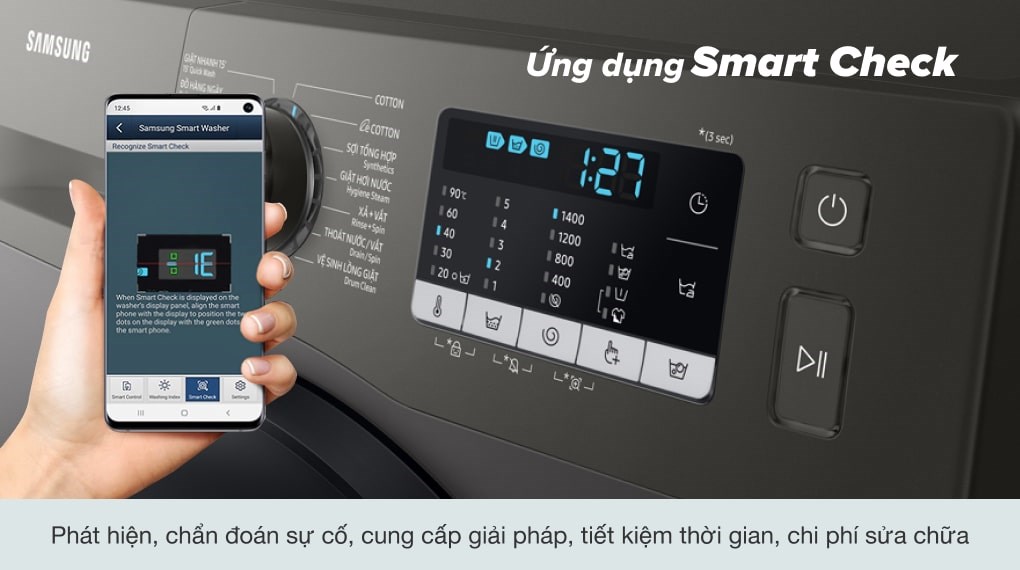 SAMSUNG
Ứng dụng Smart Check
GIẶT NHANH 15'
15' Quick Wash
ĐỒ HÀNG NGÀY
COTTON
COTTON
SỢI TỔNG HỢP
Synthetics
GIẶT HƠI NƯỚC
Hygiene Steam
XẢ+VẮT
Rinse+Spin
THOÁT NƯỚC/VẮT
Drain/Spin
VỆ SINH LỒNG GIẶT
Drum Clean
12:45
Samsung Smart Washer
Recognize Smart Check
1E
When Smart Check is displayed on the
washer's display panel, align the smart
phone with the display to position the tw
dots on the display with the green dots
the smart phone.
Smart Control Washing Index Smart Check Settings
*(3 sec)
1:27
90℃ 5 1400
60 4 1200
40 3 800
30 2 400
20 1
Phát hiện, chẩn đoán sự cố, cung cấp giải pháp, tiết kiệm thời gian, chi phí sửa chữa